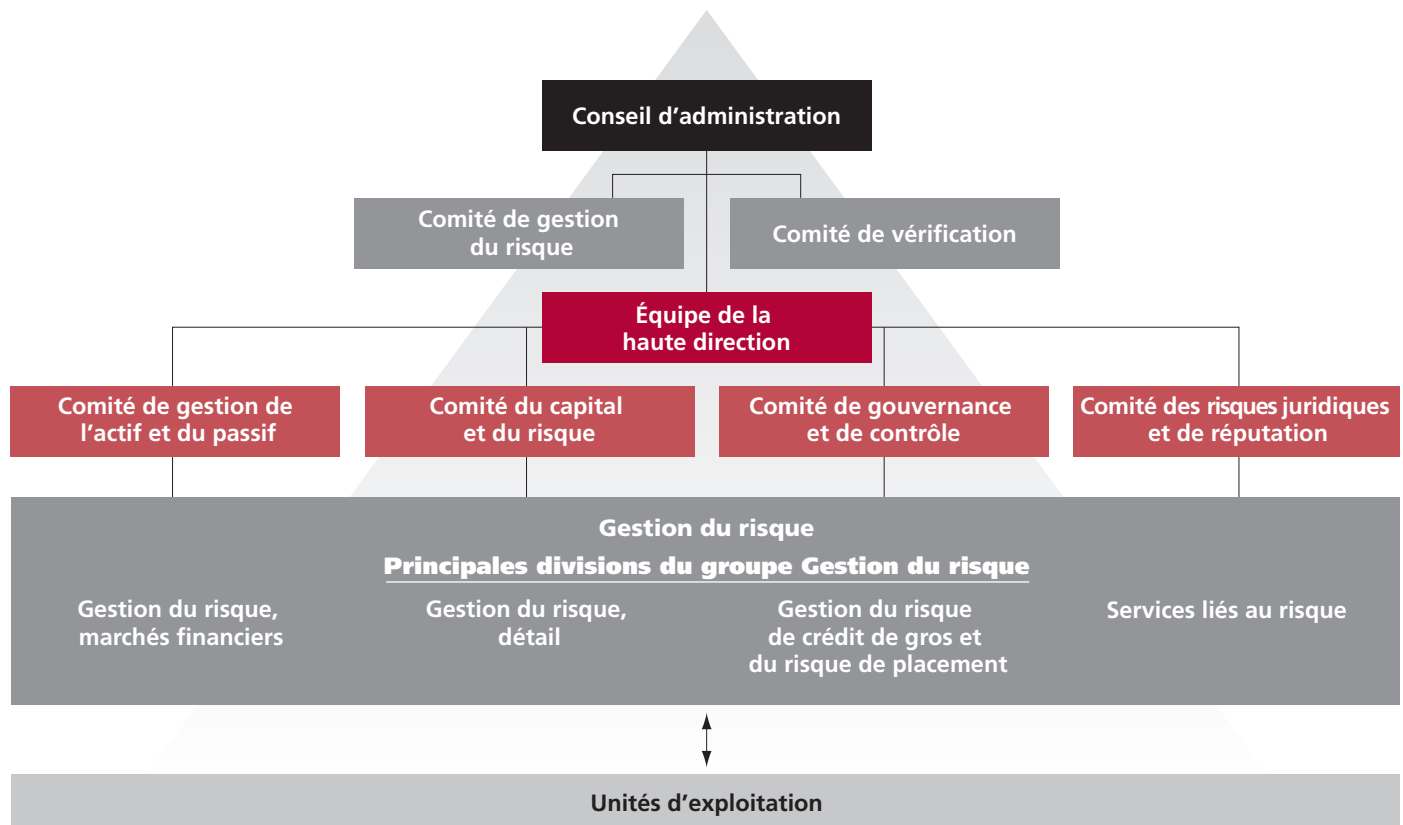 Conseil d’administration
Comité de gestion
du risque
Comité de vérification
Équipe de la
haute direction
Comité de gestion de
l’actif et du passif
Comité du capital
et du risque
Comité de gouvernance
et de contrôle
Comité des risques juridiques
et de réputation
Gestion du risque
Principales divisions du groupe Gestion du risque
Gestion du risque,
marchés financiers
Gestion du risque,
détail
Gestion du risque
de crédit de gros et
du risque de placement
Services liés au risque
Unités d’exploitation